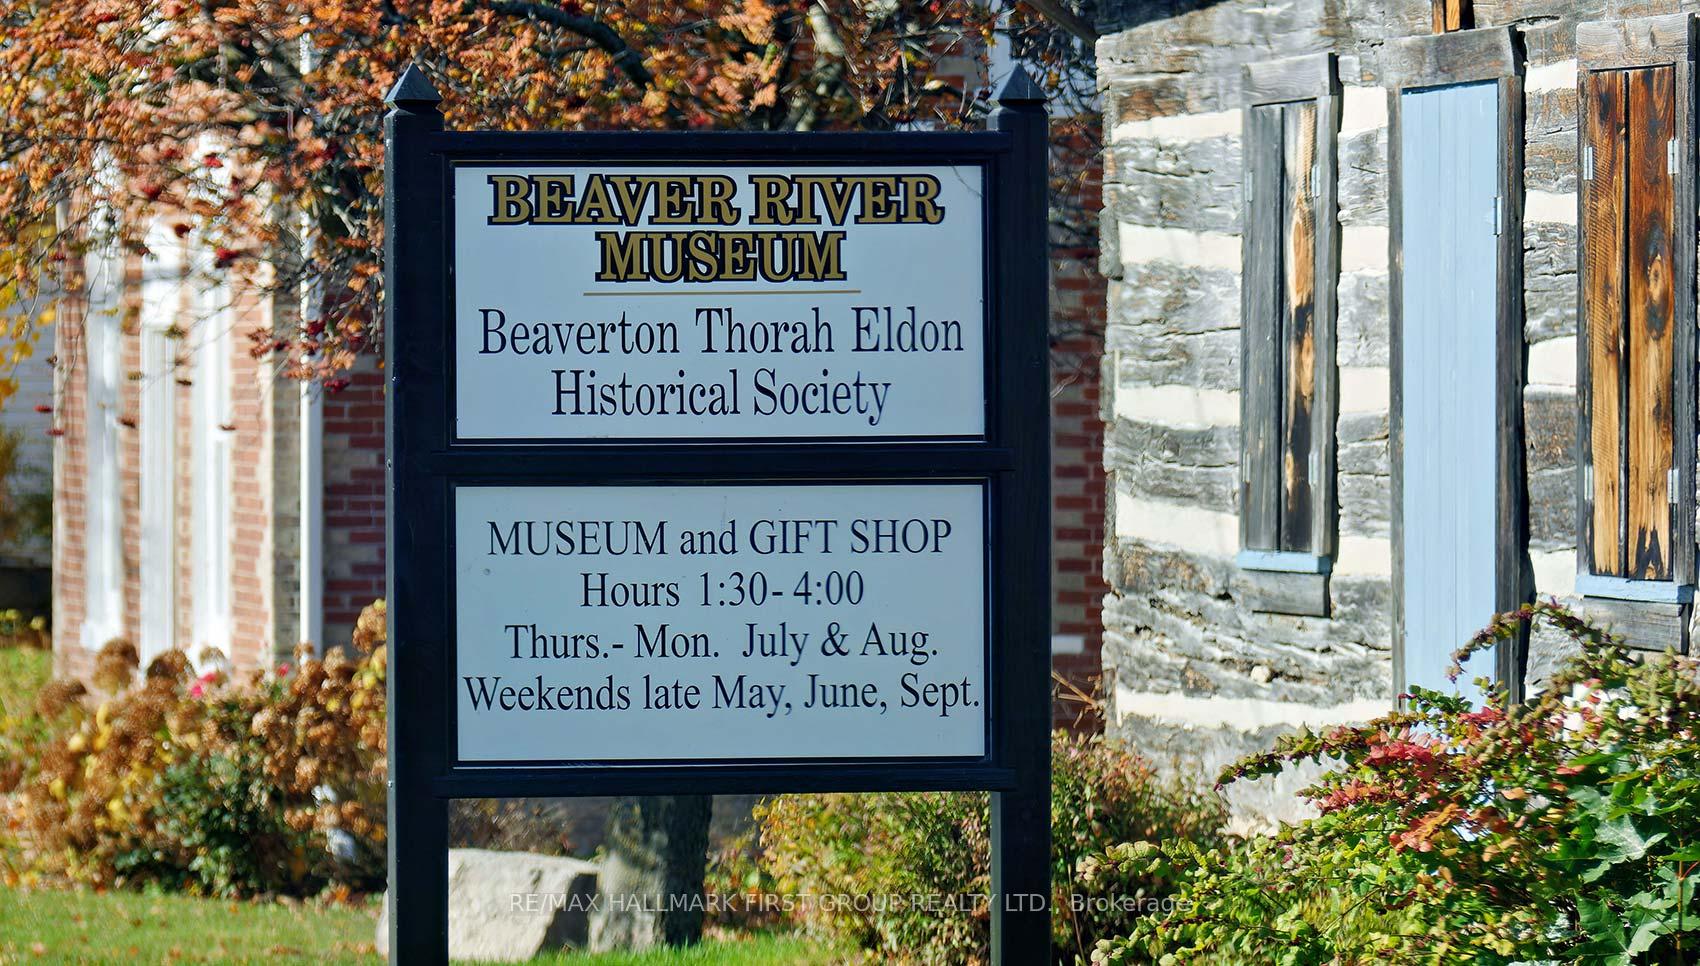 BEAVER RIVER
MUSEUM
Beaverton Thorah Eldon
Historical Society
MUSEUM and GIFT SHOP
Hours 1:30- 4:00
Thurs.- Mon. July & Aug.
Weekends late May, June, Sept.
RE/MAX HALLMARK FIRST GROUP REALTY LTD., Brokerage